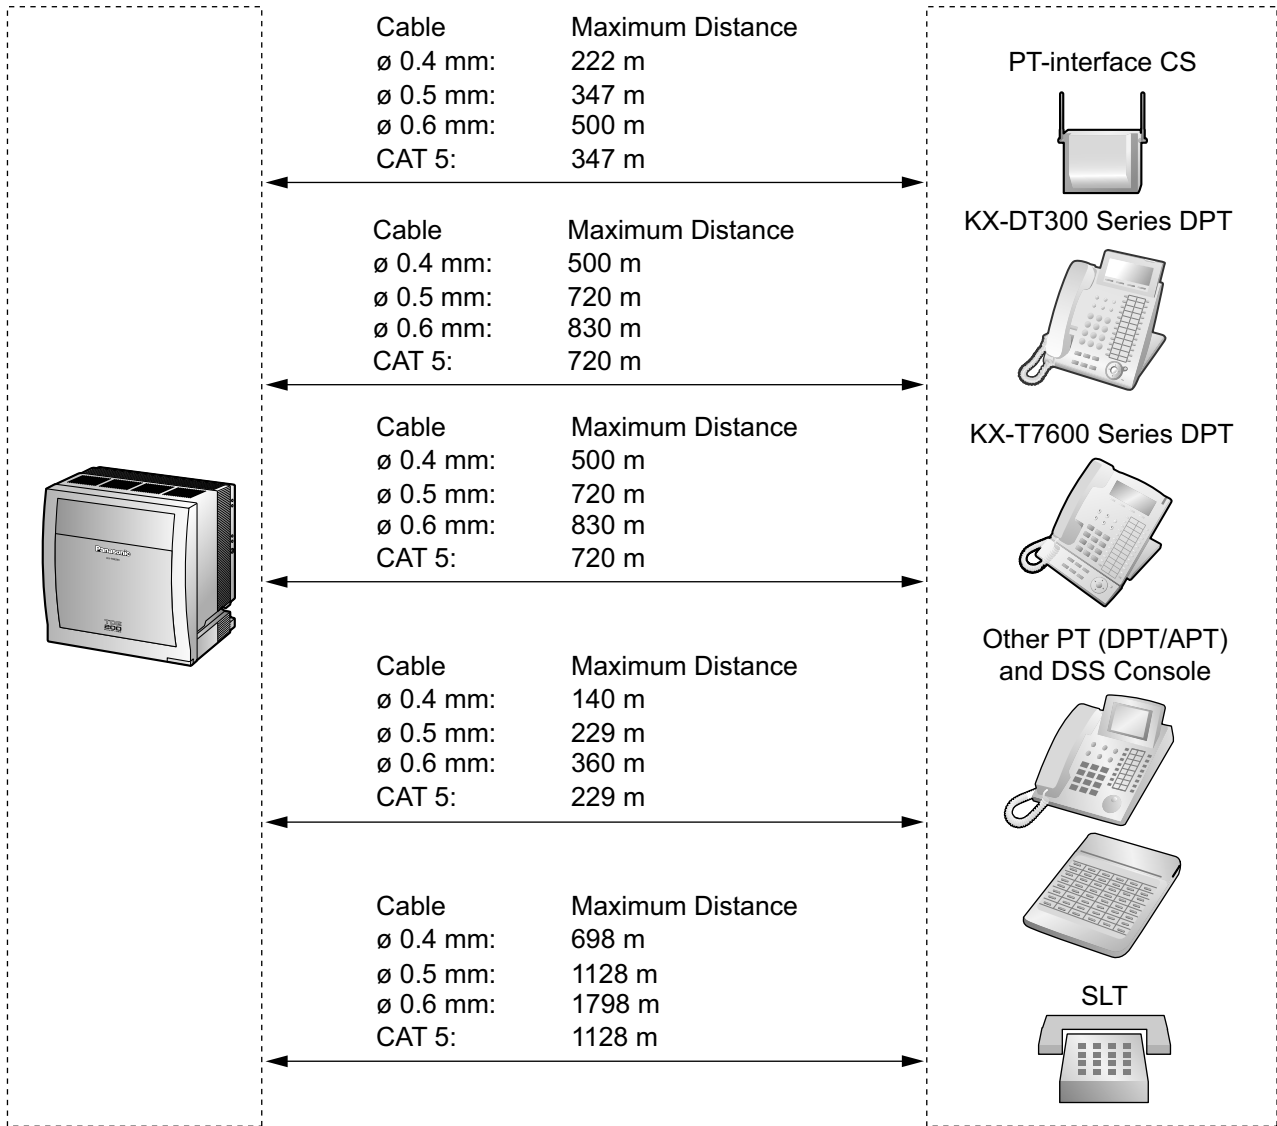 Cable Maximum Distance
ø 0.4 mm: 222 m
ø 0.5 mm: 347 m
ø 0.6 mm: 500 m
CAT 5: 347 m
PT-interface CS
Cable Maximum Distance
ø 0.4 mm: 500 m
ø 0.5 mm: 720 m
ø 0.6 mm: 830 m
CAT 5: 720 m
KX-DT300 Series DPT
Cable Maximum Distance
ø 0.4 mm: 500 m
ø 0.5 mm: 720 m
ø 0.6 mm: 830 m
CAT 5: 720 m
KX-T7600 Series DPT
Panasonic
TDE
200
Cable Maximum Distance
ø 0.4 mm: 140 m
ø 0.5 mm: 229 m
ø 0.6 mm: 360 m
CAT 5: 229 m
Other PT (DPT/APT)
and DSS Console
Cable Maximum Distance
ø 0.4 mm: 698 m
ø 0.5 mm: 1128 m
ø 0.6 mm: 1798 m
CAT 5: 1128 m
SLT